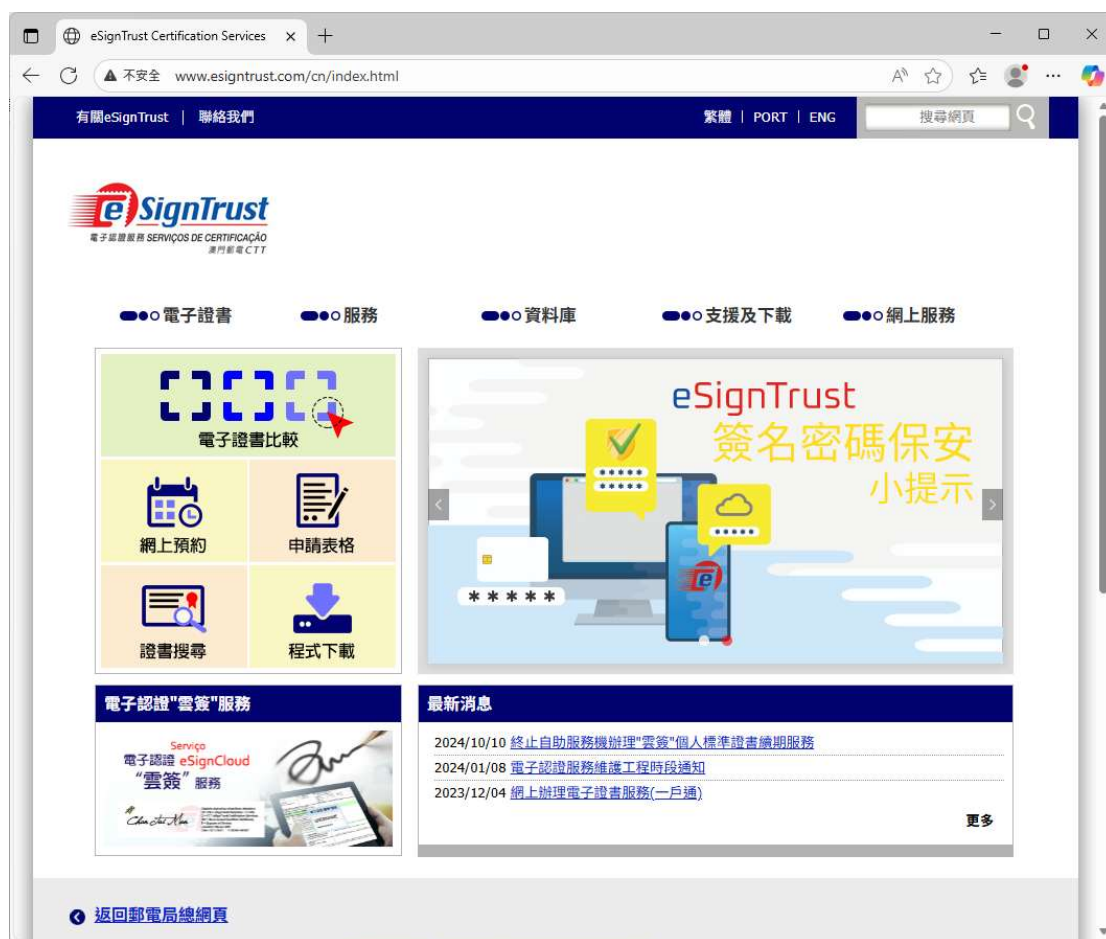 eSignTrust Certification Services
不安全 www.esigntrust.com/cn/index.html
有關eSignTrust | 聯絡我們
繁體 | PORT | ENG
搜尋網頁
e SignTrust
電子認證服務 SERVIÇOS DE CERTIFICAÇÃO
澳門郵電CTT
電子證書
服務
資料庫
支援及下載
網上服務
電子證書比較
網上預約
申請表格
證書搜尋
程式下載
eSignTrust
簽名密碼保安
小提示
*****
*****
*****
*****
e
電子認證"雲簽"服務
Serviço
電子認證 eSignCloud
“雲簽” 服務
最新消息
2024/10/10 終止自助服務機辦理"雲簽"個人標準證書續期服務
2024/01/08 電子認證服務維護工程時段通知
2023/12/04 網上辦理電子證書服務(一戶通)
更多
返回郵電局總網頁